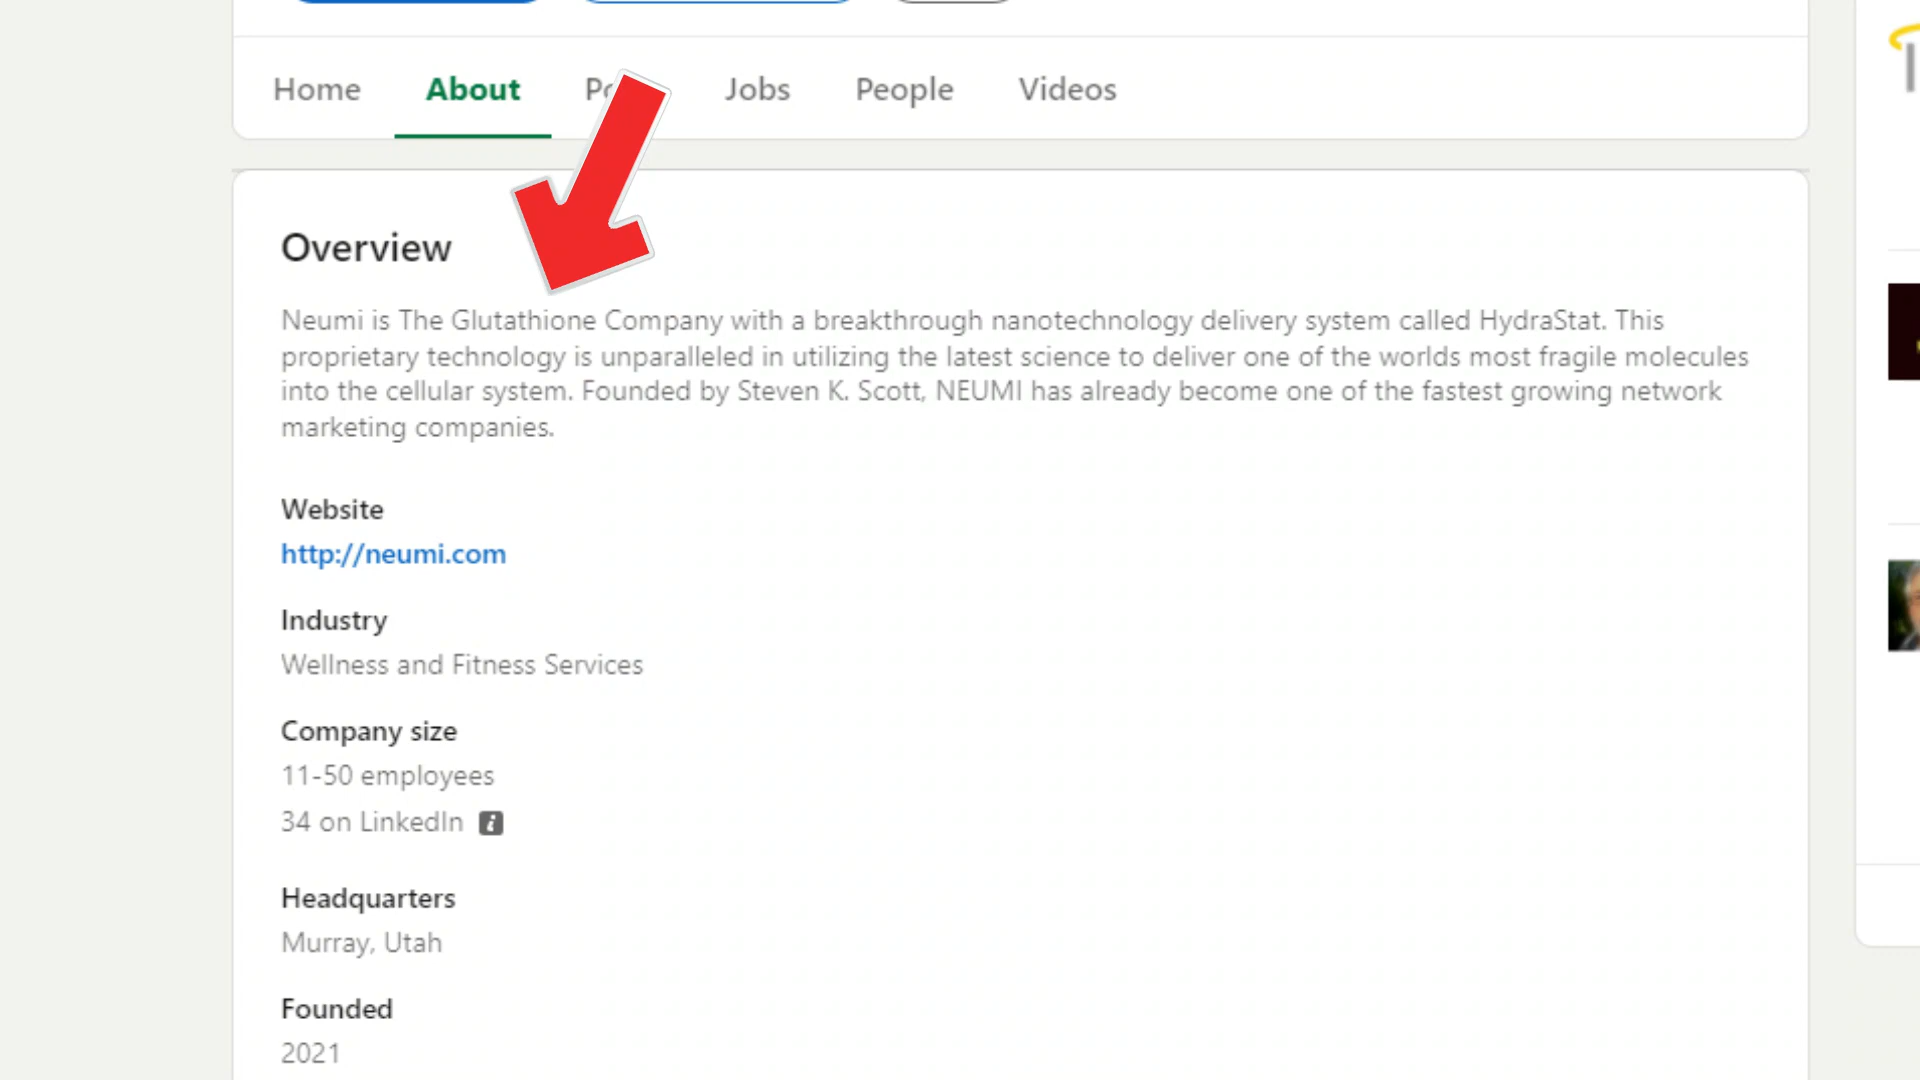 Home About Jobs People Videos
Overview
Neumi is The Glutathione Company with a breakthrough nanotechnology delivery system called HydraStat. This
proprietary technology is unparalleled in utilizing the latest science to deliver one of the worlds most fragile molecules
into the cellular system. Founded by Steven K. Scott, NEUMI has already become one of the fastest growing network
marketing companies.
Website
http://neumi.com
Industry
Wellness and Fitness Services
Company size
11-50 employees
34 on LinkedIn
Headquarters
Murray, Utah
Founded
2021